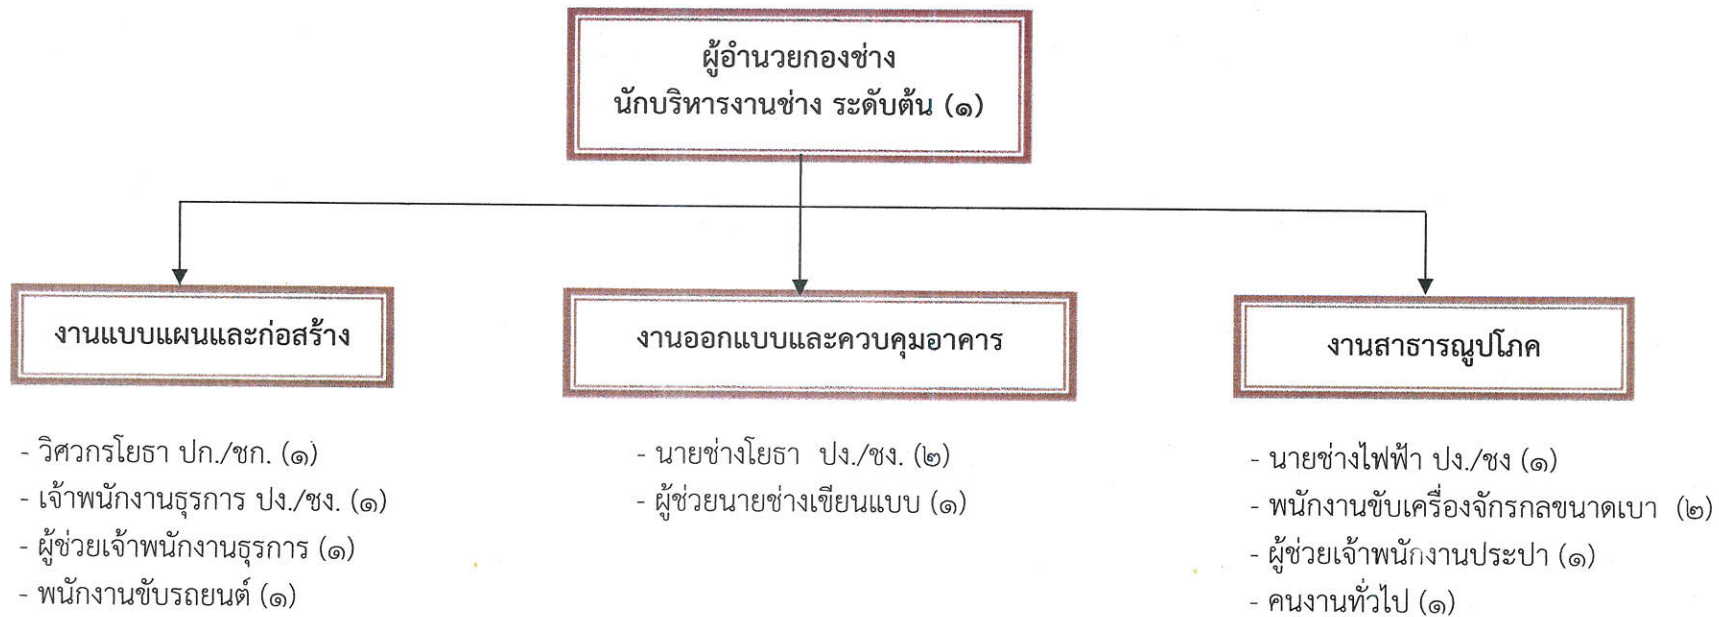 ผู้อำนวยกองช่าง
นักบริหารงานช่าง ระดับต้น (๑)
งานแบบแผนและก่อสร้าง
- วิศวกรโยธา ปก./ชก. (๑)
- เจ้าพนักงานธุรการ ปง./ชง. (๑)
- ผู้ช่วยเจ้าพนักงานธุรการ (๑)
- พนักงานขับรถยนต์ (๑)
งานออกแบบและควบคุมอาคาร
- นายช่างโยธา ปง./ชง. (๒)
- ผู้ช่วยนายช่างเขียนแบบ (๑)
งานสาธารณูปโภค
- นายช่างไฟฟ้า ปง./ชง (๑)
- พนักงานขับเครื่องจักรกลขนาดเบา (๒)
- ผู้ช่วยเจ้าพนักงานประปา (๑)
- คนงานทั่วไป (๑)